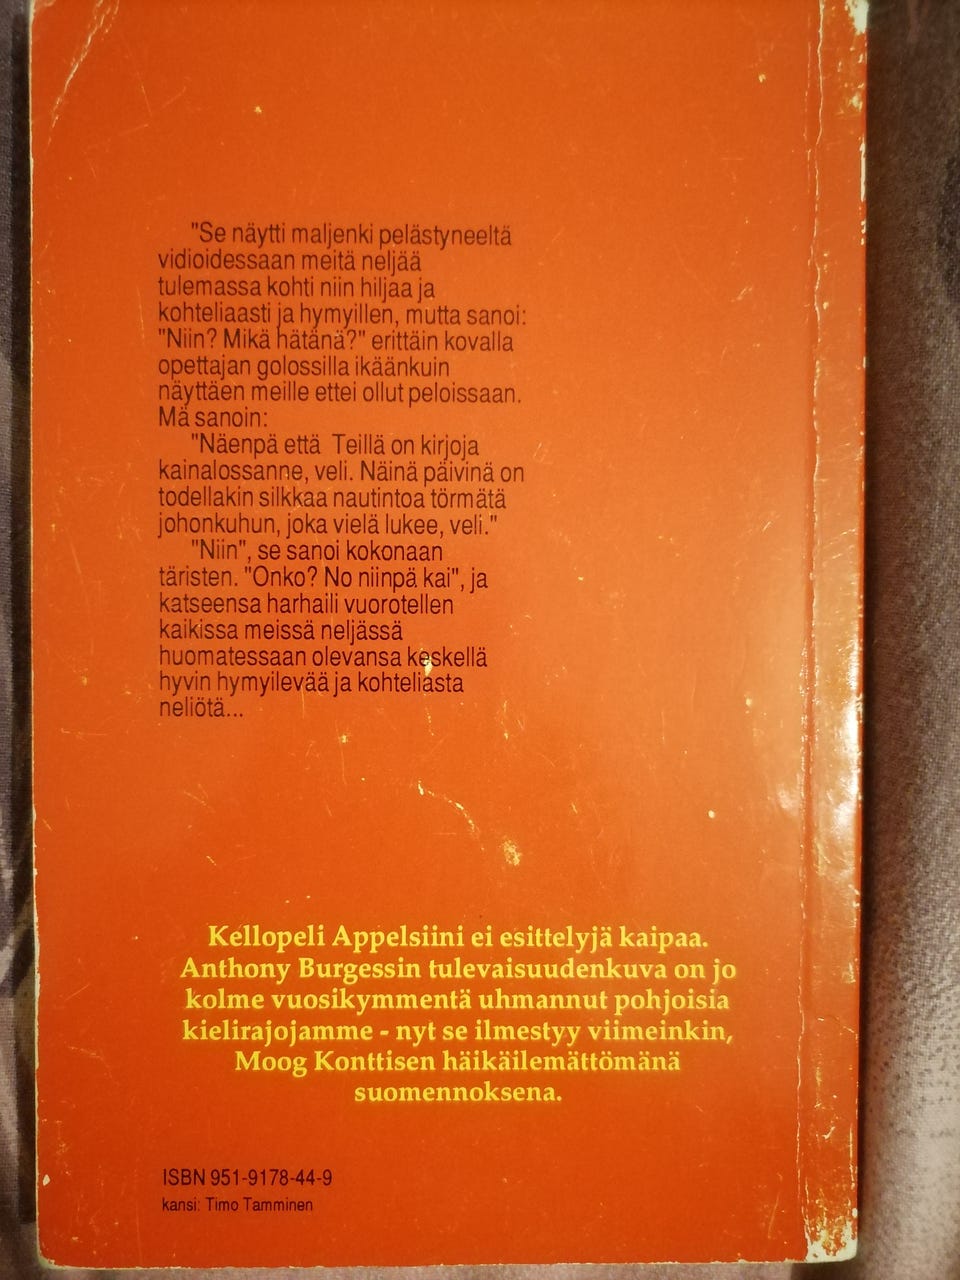 "Se näytti maljenki pelästyneeltä
vidioidessaan meitä neljää
tulemassa kohti niin hiljaa ja
kohteliaasti ja hymyillen, mutta sanoi:
"Niin? Mikä hätänä?" erittäin kovalla
opettajan golossilla ikäänkuin
näyttäen meille ettei ollut peloissaan.
Mä sanoin:
"Näenpä että Teillä on kirjoja
kainalossanne, veli. Näinä päivinä on
todellakin silkkaa nautintoa törmätä
johonkuhun, joka vielä lukee, veli."
"Niin", se sanoi kokonaan
täristen. "Onko? No niinpä kai", ja
katseensa harhaili vuorotellen
kaikissa meissä neljässä
huomatessaan olevansa keskellä
hyvin hymyilevää ja kohteliasta
neliötä...
Kellopeli Appelsiini ei esittelyjä kaipaa.
Anthony Burgessin tulevaisuudenkuva on jo
kolme vuosikymmentä uhmannut pohjoisia
kielirajojamme - nyt se ilmestyy viimeinkin,
Moog Konttisen häikäilemättömänä
suomennoksena.
ISBN 951-9178-44-9
kansi: Timo Tamminen